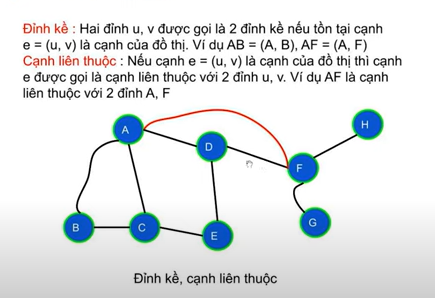 Đỉnh kề : Hai đỉnh u, v được gọi là 2 đỉnh kề nếu tồn tại cạnh
e = (u, v) là cạnh của đồ thị. Ví dụ AB = (A, B), AF = (A, F)
Cạnh liên thuộc : Nếu cạnh e = (u, v) là cạnh của đồ thị thì cạnh
e được gọi là cạnh liên thuộc với 2 đỉnh u, v. Ví dụ AF là cạnh
liên thuộc với 2 đỉnh A, F
H
A
D
F
G
B
C
E
Đỉnh kề, cạnh liên thuộc